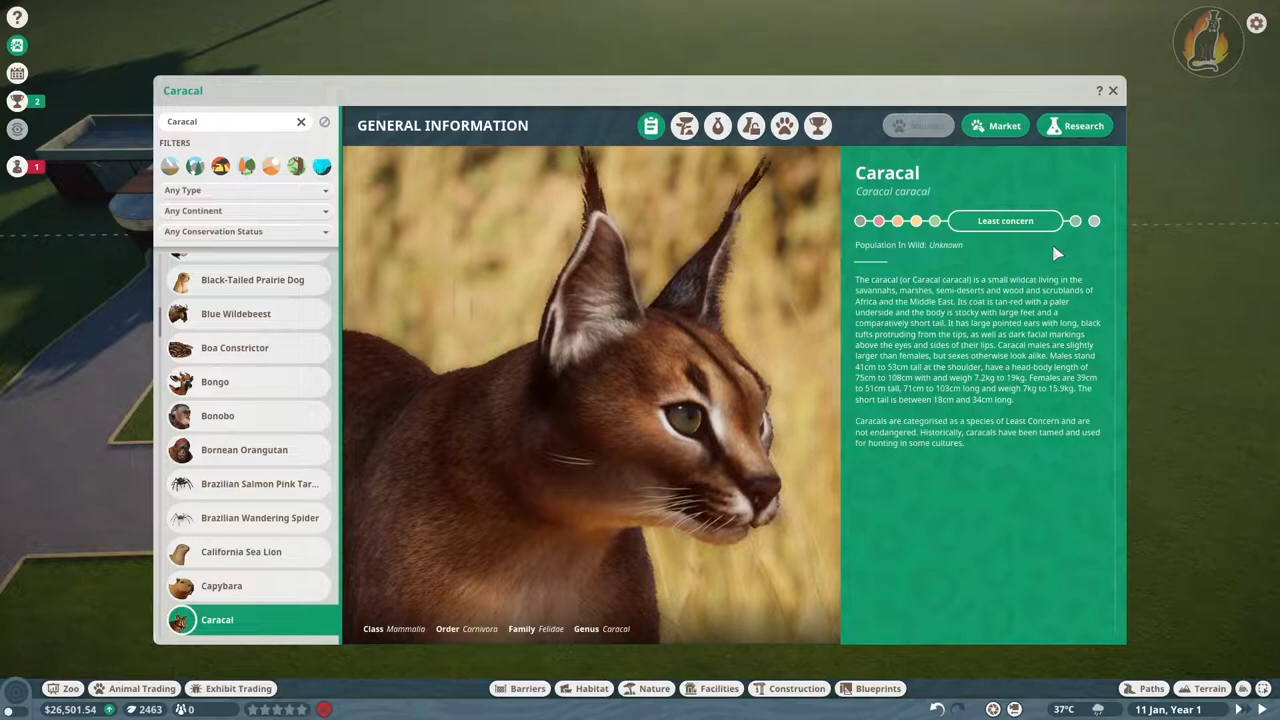 ?
Caracal
? ×
Caracal
GENERAL INFORMATION
Market
Research
FILTERS
Any Type
Any Continent
Any Conservation Status
Black-Tailed Prairie Dog
Blue Wildebeest
Boa Constrictor
Bongo
Bonobo
Bornean Orangutan
Brazilian Salmon Pink Tar...
Brazilian Wandering Spider
California Sea Lion
Capybara
Caracal
2
1
Class Mammalia Order Carnivora Family Felidae Genus Caracal
Caracal
Caracal caracal
Least concern
Population In Wild: Unknown
The caracal (or Caracal caracal) is a small wildcat living in the
savannahs, marshes, semi-deserts and wood and scrublands of
Africa and the Middle East. Its coat is tan-red with a paler
underside and the body is stocky with large feet and a
comparatively short tail. It has large pointed ears with long, black
tufts protruding from the tips, as well as dark facial markings
above the eyes and sides of their lips. Caracal males are slightly
larger than females, but sexes otherwise look alike. Males stand
41cm to 53cm tall at the shoulder, have a head-body length of
75cm to 108cm with and weigh 7.2kg to 19kg. Females are 39cm
to 51cm tall, 71cm to 103cm long and weigh 7kg to 15.9kg. The
short tail is between 18cm and 34cm long.
Caracals are categorised as a species of Least Concern and are
not endangered. Historically, caracals have been tamed and used
for hunting in some cultures.
Zoo Animal Trading Exhibit Trading Barriers Habitat Nature Facilities Construction Blueprints Paths Terrain
$26,501.54 2463 0 37°C 11 Jan, Year 1